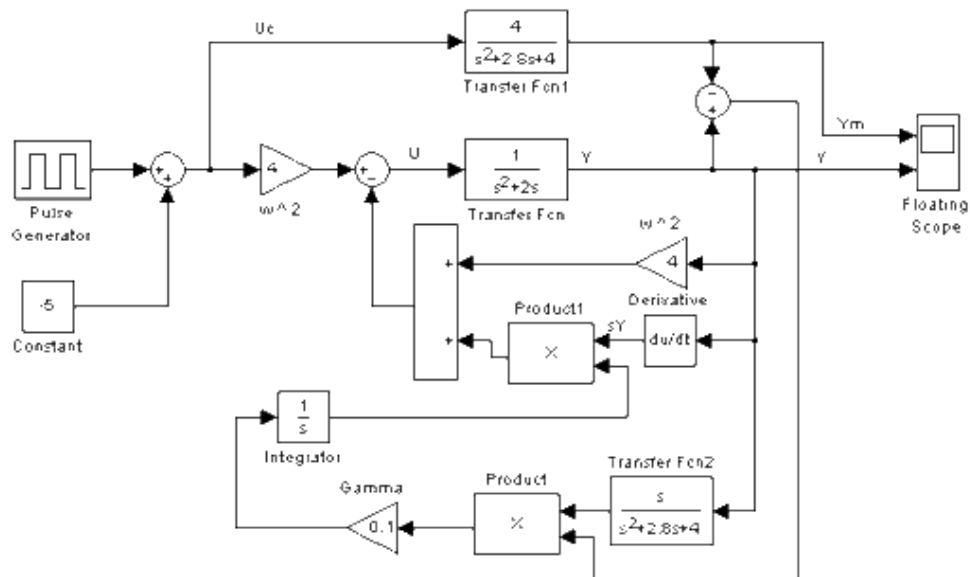 Uc
4
s²+2.8s+4
Transfer Fcn1
Ym
Y
Floating
Scope
Pulse
Generator
4
w^2
U
1
s²+2s
Transfer Fcn
Y
w^2
4
-5
Constant
Product1
sY
Derivative
du/dt
1
s
Integrator
Gamma
0.1
Product
Transfer Fcn2
s
s²+2.8s+4